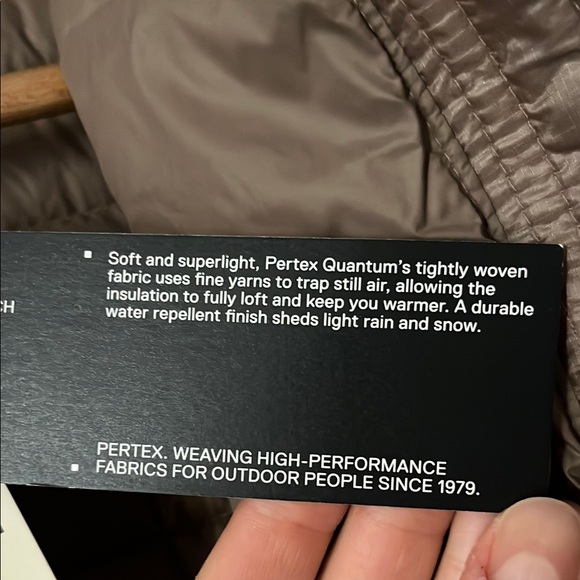 Soft and superlight, Pertex Quantum's tightly woven
fabric uses fine yarns to trap still air, allowing the
insulation to fully loft and keep you warmer. A durable
water repellent finish sheds light rain and snow.
CH
PERTEX. WEAVING HIGH-PERFORMANCE
FABRICS FOR OUTDOOR PEOPLE SINCE 1979.